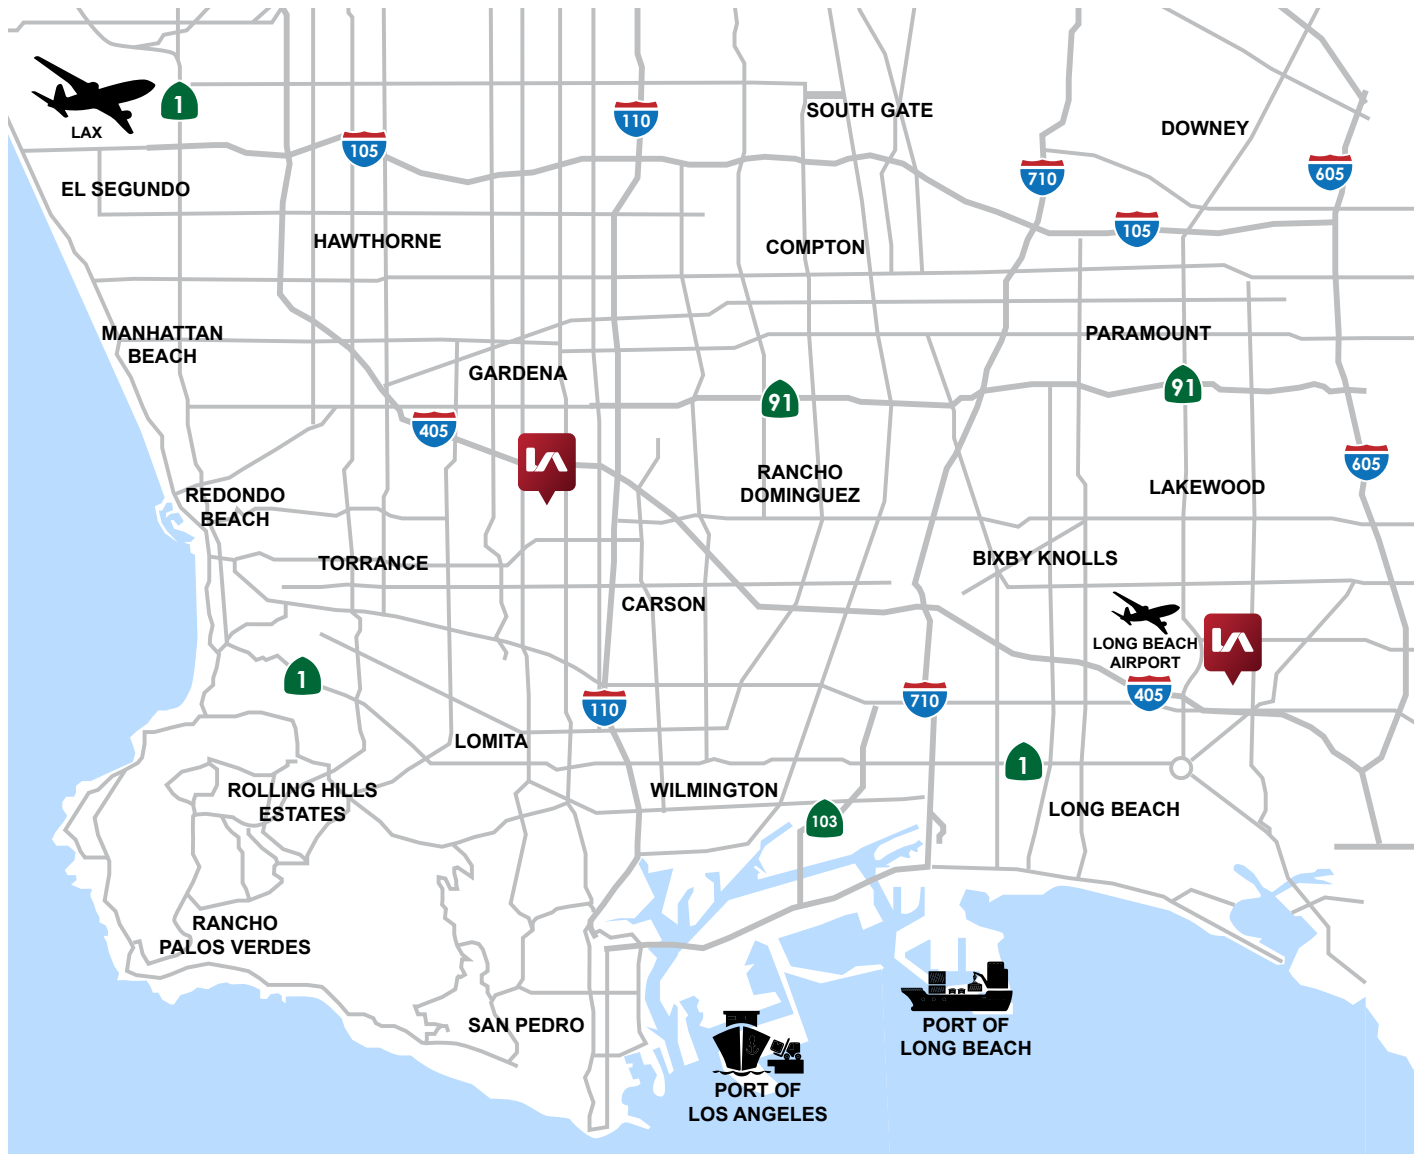 1
LAX
110
SOUTH GATE
DOWNEY
105
710
605
EL SEGUNDO
105
HAWTHORNE
COMPTON
MANHATTAN
BEACH
PARAMOUNT
GARDENA
91
91
405
LA
RANCHO
DOMINGUEZ
605
REDONDO
BEACH
LAKEWOOD
TORRANCE
BIXBY KNOLLS
CARSON
LONG BEACH
AIRPORT
LA
1
110
710
405
LOMITA
1
ROLLING HILLS
ESTATES
WILMINGTON
103
LONG BEACH
RANCHO
PALOS VERDES
SAN PEDRO
PORT OF
LONG BEACH
PORT OF
LOS ANGELES